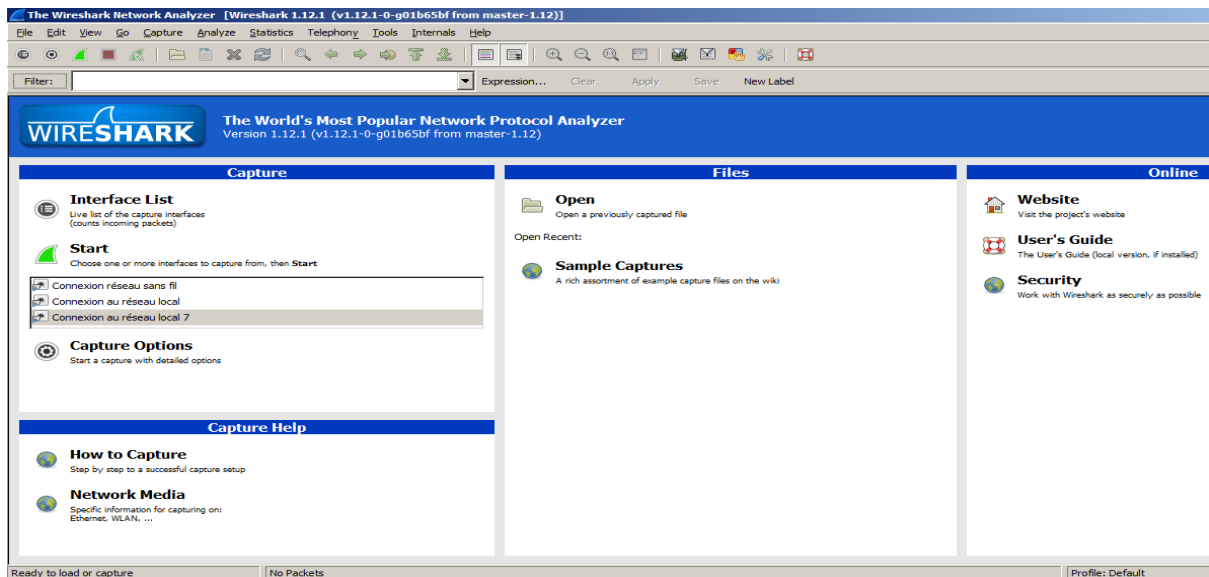 The Wireshark Network Analyzer [Wireshark 1.12.1 (v1.12.1-0-g01b65bf from master-1.12)]
File Edit View Go Capture Analyze Statistics Telephony Tools Internals Help
Filter: Expression... Clear Apply Save New Label
WIRESHARK
The World's Most Popular Network Protocol Analyzer
Version 1.12.1 (v1.12.1-0-g01b65bf from master-1.12)
Capture
Interface List
Live list of the capture interfaces
(counts incoming packets)
Start
Choose one or more interfaces to capture from, then Start
Connexion réseau sans fil
Connexion au réseau local
Connexion au réseau local 7
Capture Options
Start a capture with detailed options
Capture Help
How to Capture
Step by step to a successful capture setup
Network Media
Specific information for capturing on:
Ethernet, WLAN, ...
Files
Open
Open a previously captured file
Open Recent:
Sample Captures
A rich assortment of example capture files on the wiki
Online
Website
Visit the project's website
User's Guide
The User's Guide (local version, if installed)
Security
Work with Wireshark as securely as possible
Ready to load or capture No Packets Profile: Default